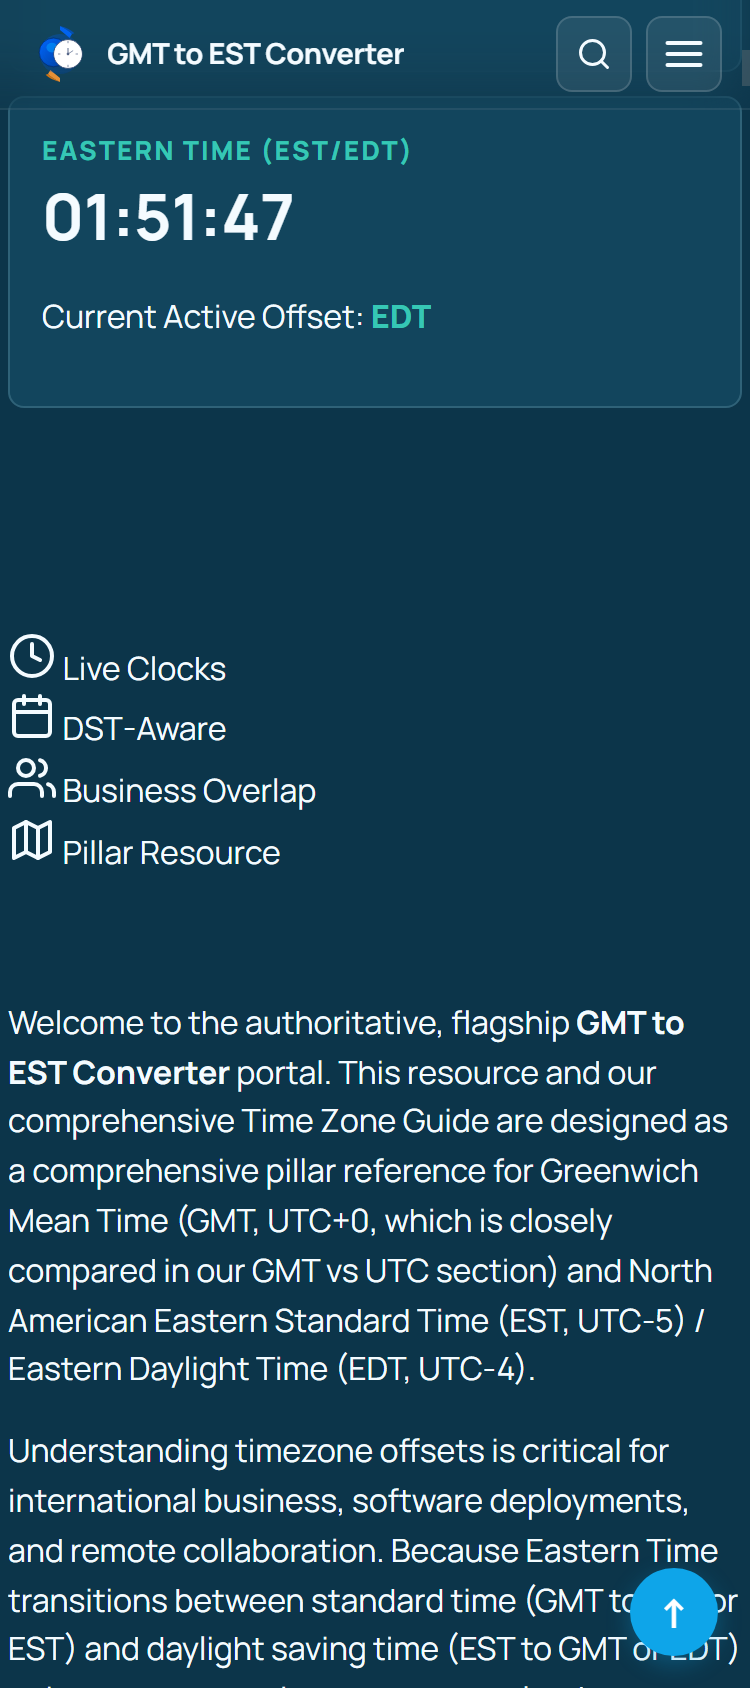 GMT to EST Converter
EASTERN TIME (EST/EDT)
01:51:47
Current Active Offset: EDT
Live Clocks
DST-Aware
Business Overlap
Pillar Resource
Welcome to the authoritative, flagship GMT to
EST Converter portal. This resource and our
comprehensive Time Zone Guide are designed as
a comprehensive pillar reference for Greenwich
Mean Time (GMT, UTC+0, which is closely
compared in our GMT vs UTC section) and North
American Eastern Standard Time (EST, UTC-5) /
Eastern Daylight Time (EDT, UTC-4).
Understanding timezone offsets is critical for
international business, software deployments,
and remote collaboration. Because Eastern Time
transitions between standard time (GMT to
EST) and daylight saving time (EST to GMT or EDT)